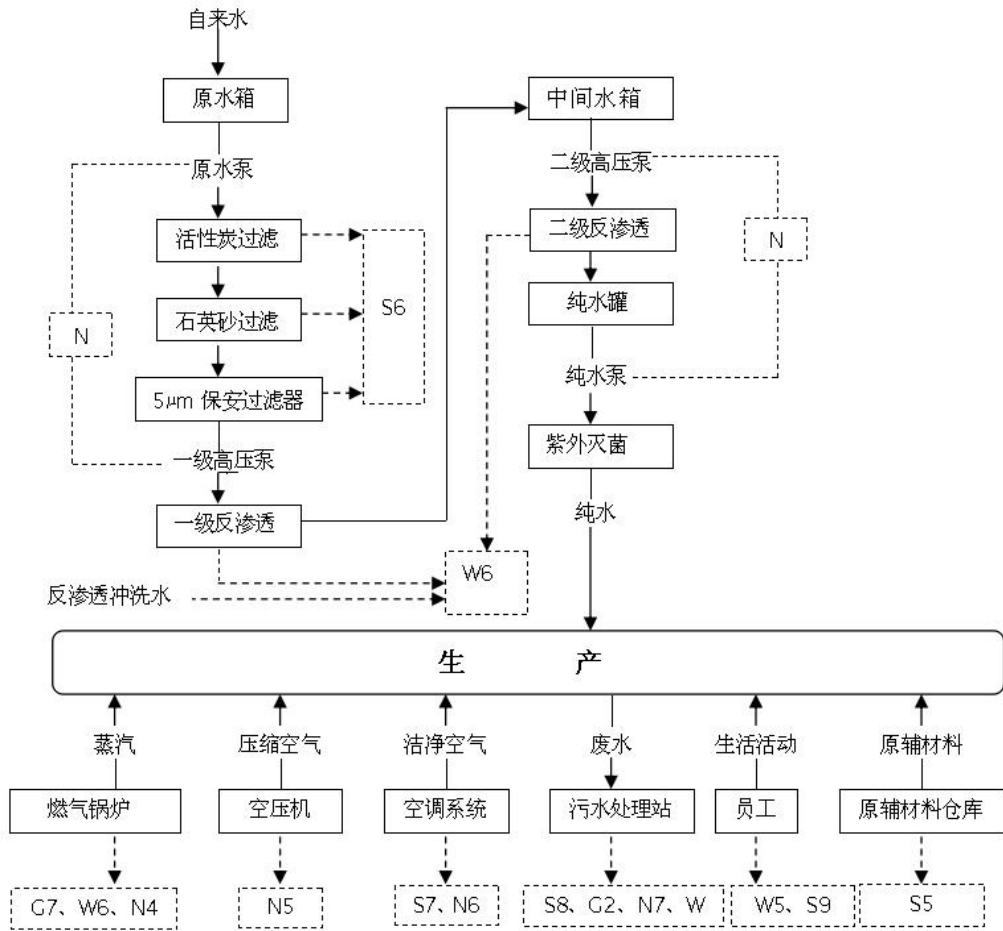 自来水
原水箱
原水泵
活性炭过滤
石英砂过滤
5μm 保安过滤器
一级高压泵
一级反渗透
N
S6
反渗透冲洗水
中间水箱
二级高压泵
二级反渗透
纯水罐
纯水泵
紫外灭菌
纯水
N
W6
生 产
蒸汽 压缩空气 洁净空气 废水 生活活动 原辅材料
燃气锅炉 空压机 空调系统 污水处理站 员工 原辅材料仓库
G7、W6、N4 N5 S7、N6 S8、G2、N7、W W5、S9 S5